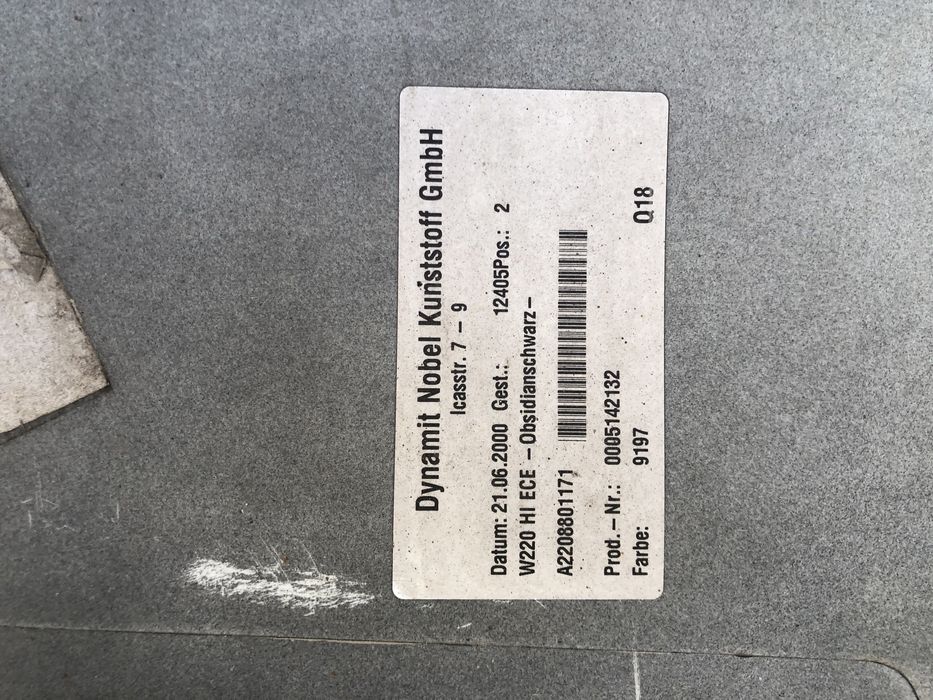 Dynamit Nobel Kunststoff GmbH
Icasstr. 7 – 9
Datum: 21.06.2000 Gest.: 12405Pos.: 2
W220 HI ECE – Obsidianschwarz –
A2208801171
Prod. – Nr.: 0005142132
Farbe: 9197 Q18